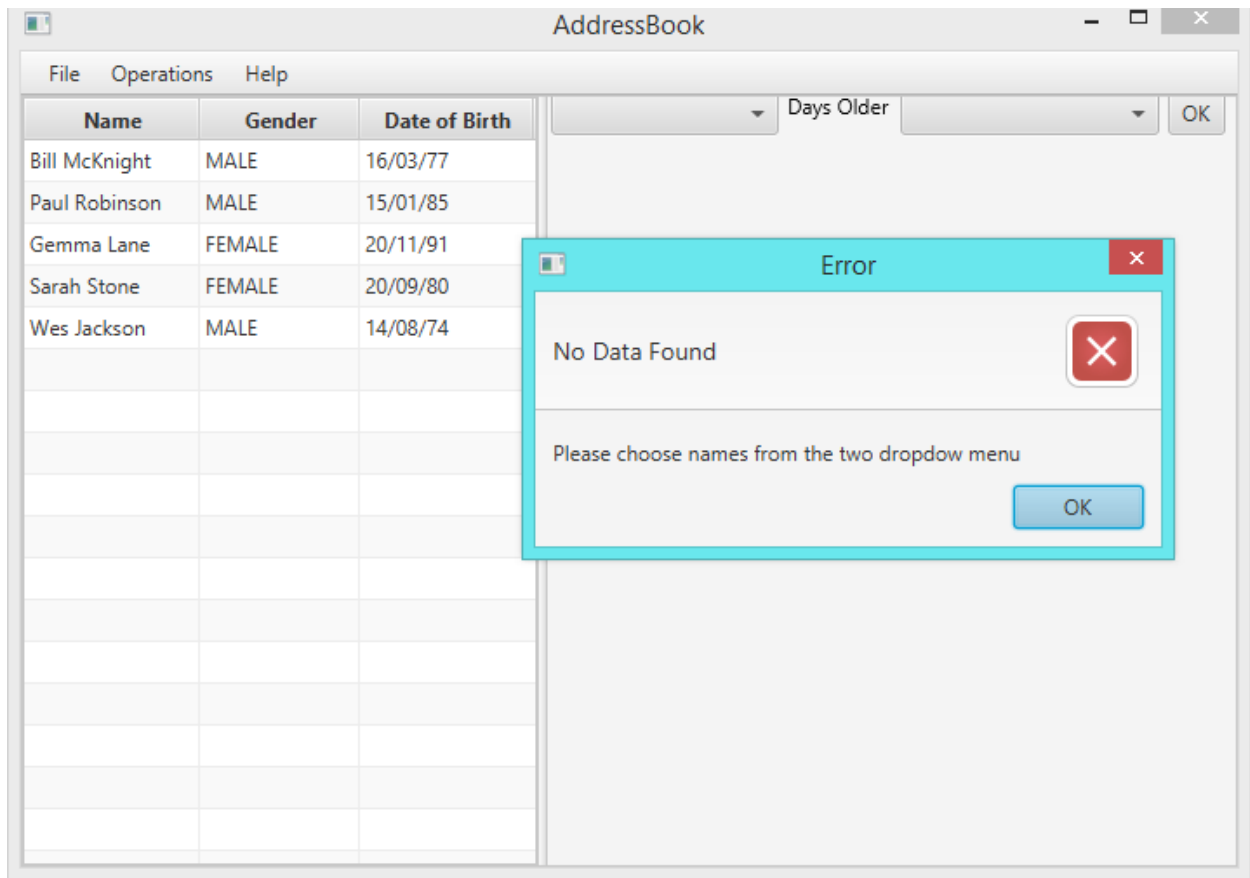 AddressBook
File Operations Help
Name Gender Date of Birth
Days Older OK
Bill McKnight MALE 16/03/77
Paul Robinson MALE 15/01/85
Gemma Lane FEMALE 20/11/91
Sarah Stone FEMALE 20/09/80
Wes Jackson MALE 14/08/74
Error
No Data Found
Please choose names from the two dropdow menu
OK